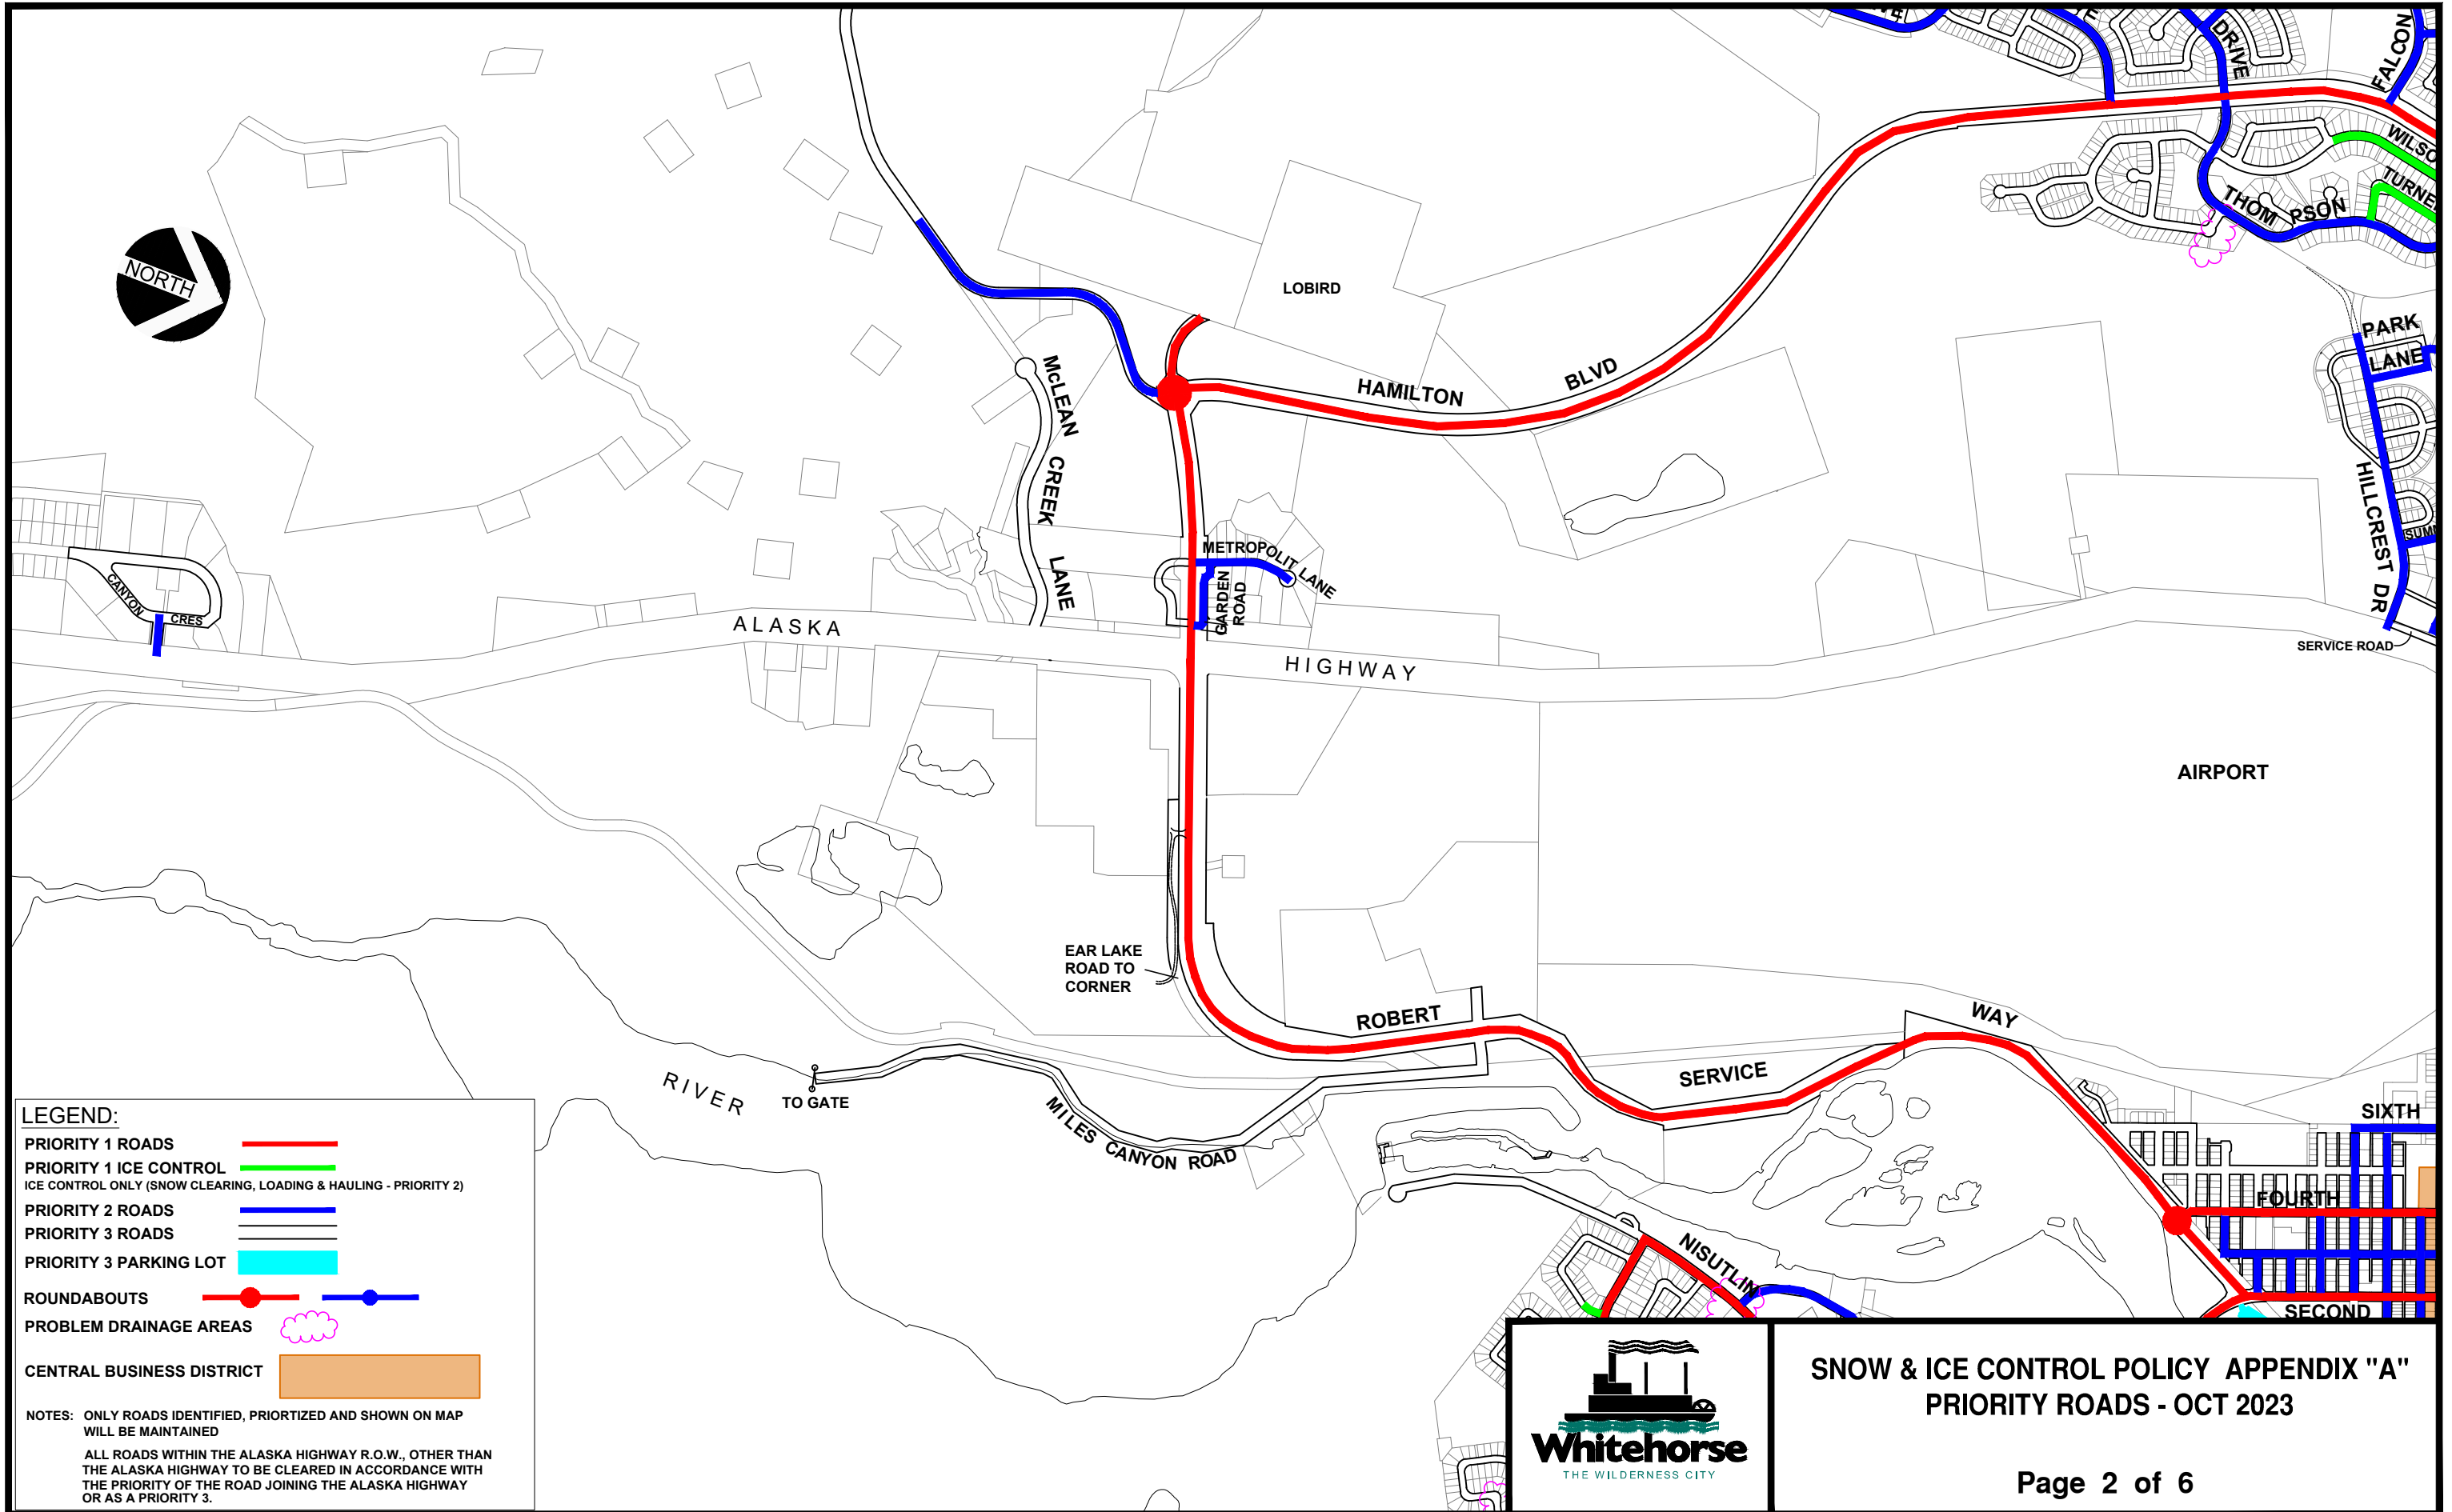 DRIVE
FALCON
WILSO
TURNE
THOMPSON
NORTH
LOBIRD
PARK
LANE
McLEAN CREEK LANE
HAMILTON BLVD
HILLCREST DR
SUMM
METROPOLIT LANE
GARDEN
ROAD
CANYON CRES
ALASKA HIGHWAY
SERVICE ROAD
AIRPORT
EAR LAKE
ROAD TO
CORNER
ROBERT SERVICE WAY
RIVER
TO GATE
MILES CANYON ROAD
SIXTH
FOURTH
NISUTLIN
SECOND
LEGEND:
PRIORITY 1 ROADS
PRIORITY 1 ICE CONTROL
ICE CONTROL ONLY (SNOW CLEARING, LOADING & HAULING - PRIORITY 2)
PRIORITY 2 ROADS
PRIORITY 3 ROADS
PRIORITY 3 PARKING LOT
ROUNDABOUTS
PROBLEM DRAINAGE AREAS
CENTRAL BUSINESS DISTRICT
NOTES: ONLY ROADS IDENTIFIED, PRIORTIZED AND SHOWN ON MAP
WILL BE MAINTAINED
ALL ROADS WITHIN THE ALASKA HIGHWAY R.O.W., OTHER THAN
THE ALASKA HIGHWAY TO BE CLEARED IN ACCORDANCE WITH
THE PRIORITY OF THE ROAD JOINING THE ALASKA HIGHWAY
OR AS A PRIORITY 3.
Whitehorse
THE WILDERNESS CITY
SNOW & ICE CONTROL POLICY APPENDIX "A"
PRIORITY ROADS - OCT 2023
Page 2 of 6